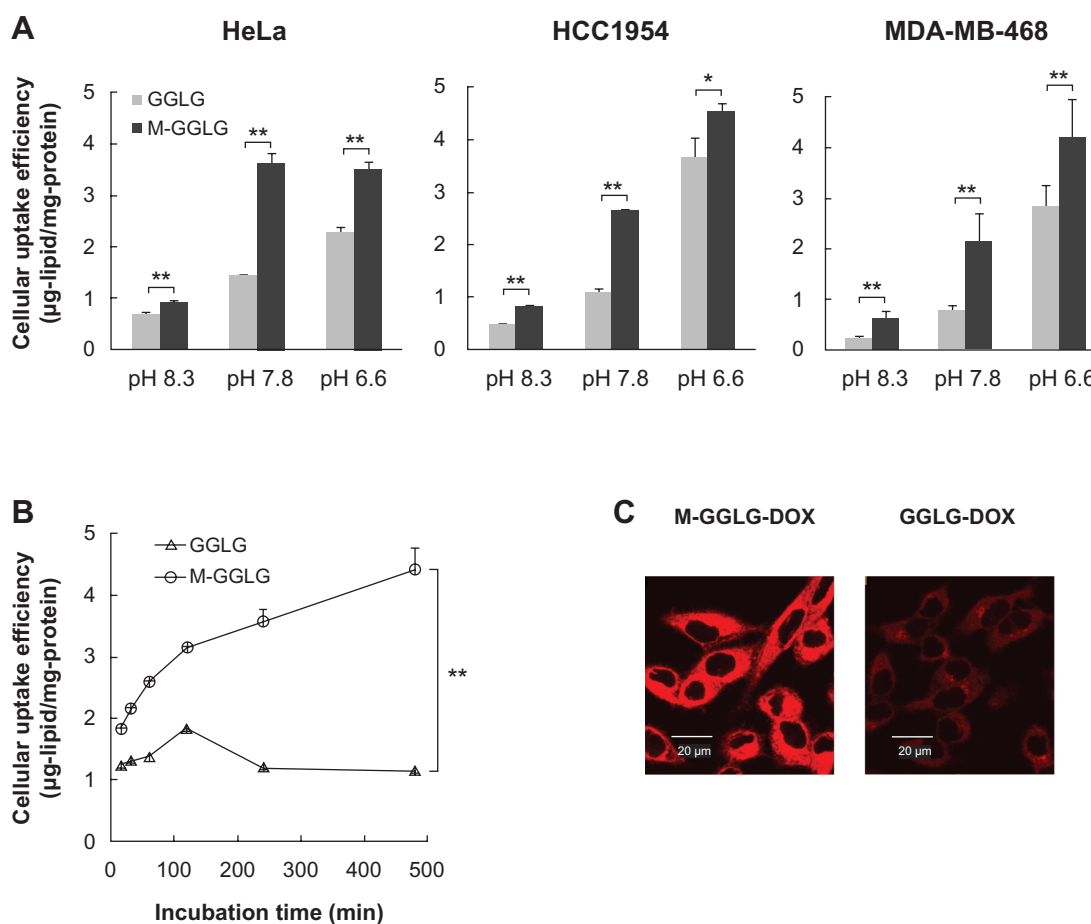 A
HeLa
HCC1954
MDA-MB-468
Cellular uptake efficiency
(µg-lipid/mg-protein)
GGLG
M-GGLG
5
4
3
2
1
0
**
**
**
pH 8.3
pH 7.8
pH 6.6
5
4
3
2
1
0
**
**
*
pH 8.3
pH 7.8
pH 6.6
5
4
3
2
1
0
**
**
**
pH 8.3
pH 7.8
pH 6.6
B
Cellular uptake efficiency
(µg-lipid/mg-protein)
GGLG
M-GGLG
5
4
3
2
1
0
**
0
100
200
300
400
500
Incubation time (min)
C
M-GGLG-DOX
GGLG-DOX
20 µm
20 µm